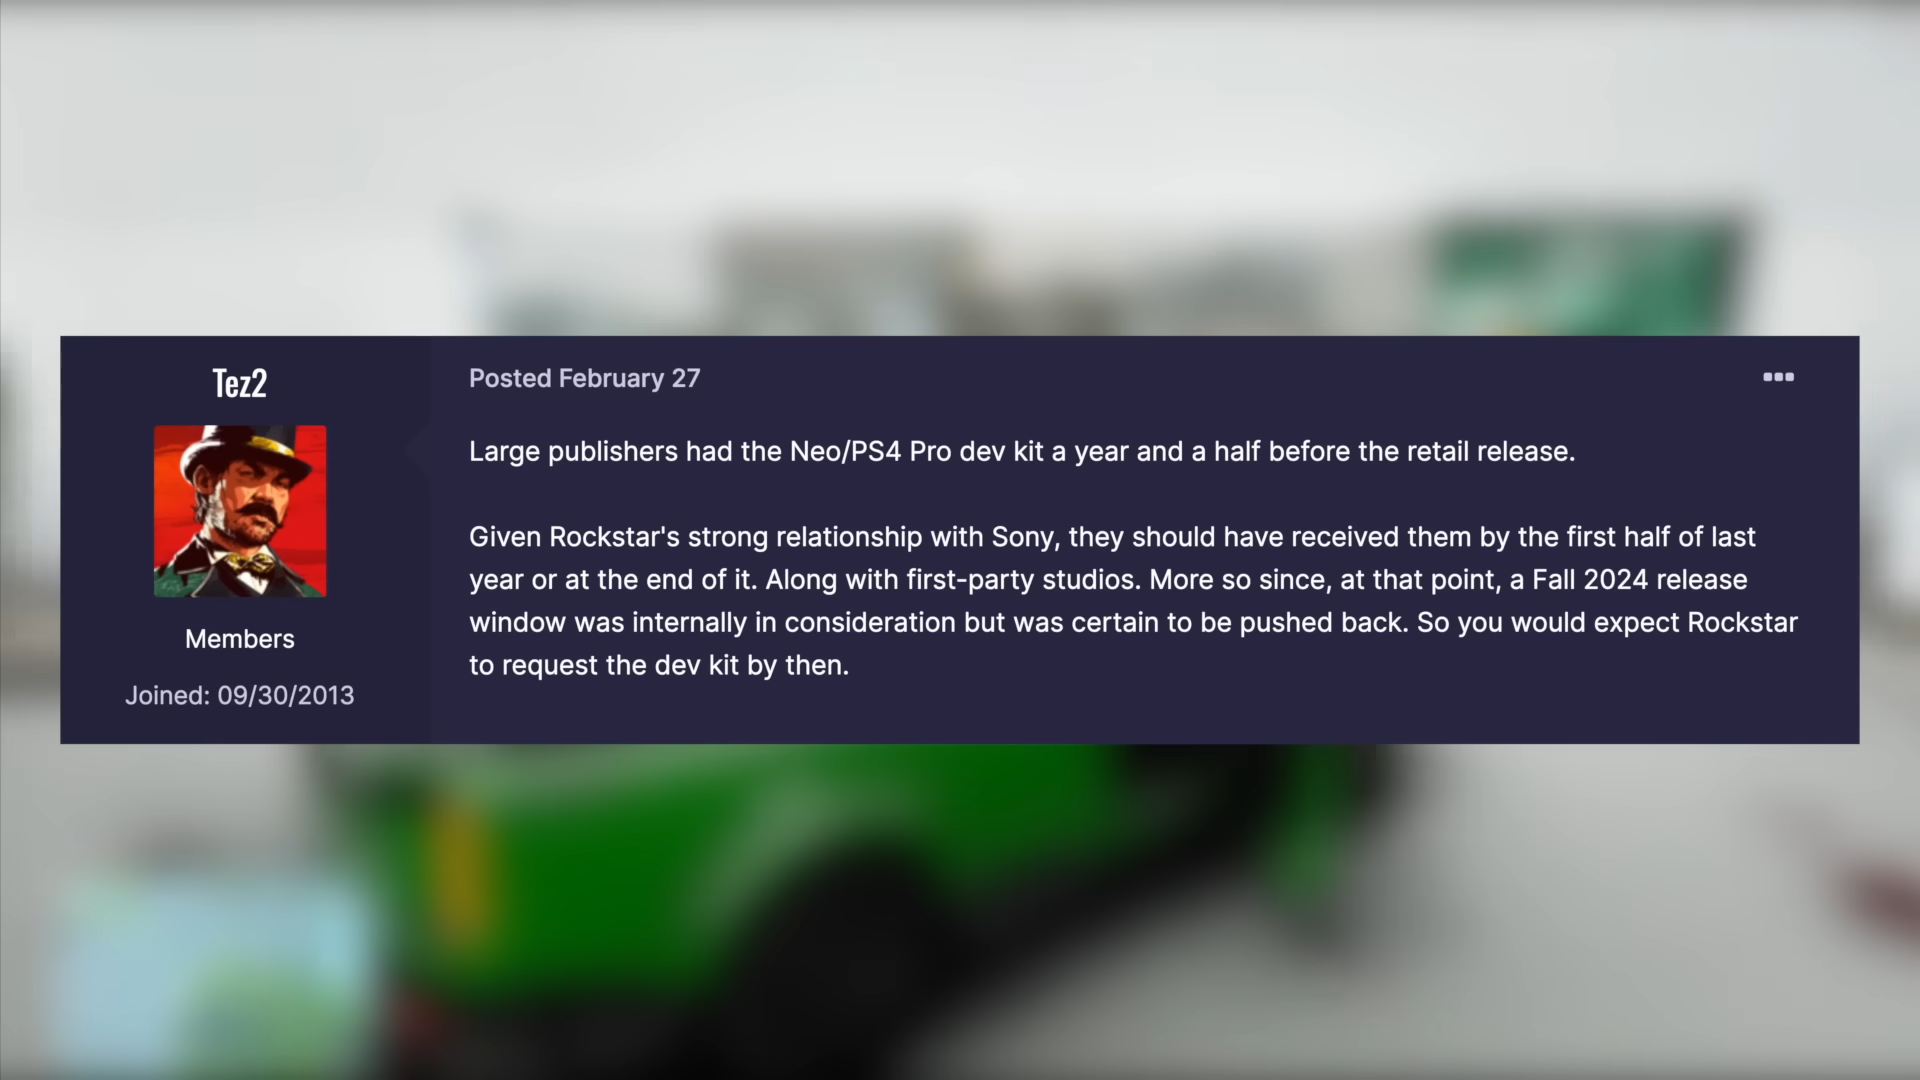 Tez2
Members
Joined: 09/30/2013
Posted February 27
Large publishers had the Neo/PS4 Pro dev kit a year and a half before the retail release.
Given Rockstar's strong relationship with Sony, they should have received them by the first half of last
year or at the end of it. Along with first-party studios. More so since, at that point, a Fall 2024 release
window was internally in consideration but was certain to be pushed back. So you would expect Rockstar
to request the dev kit by then.